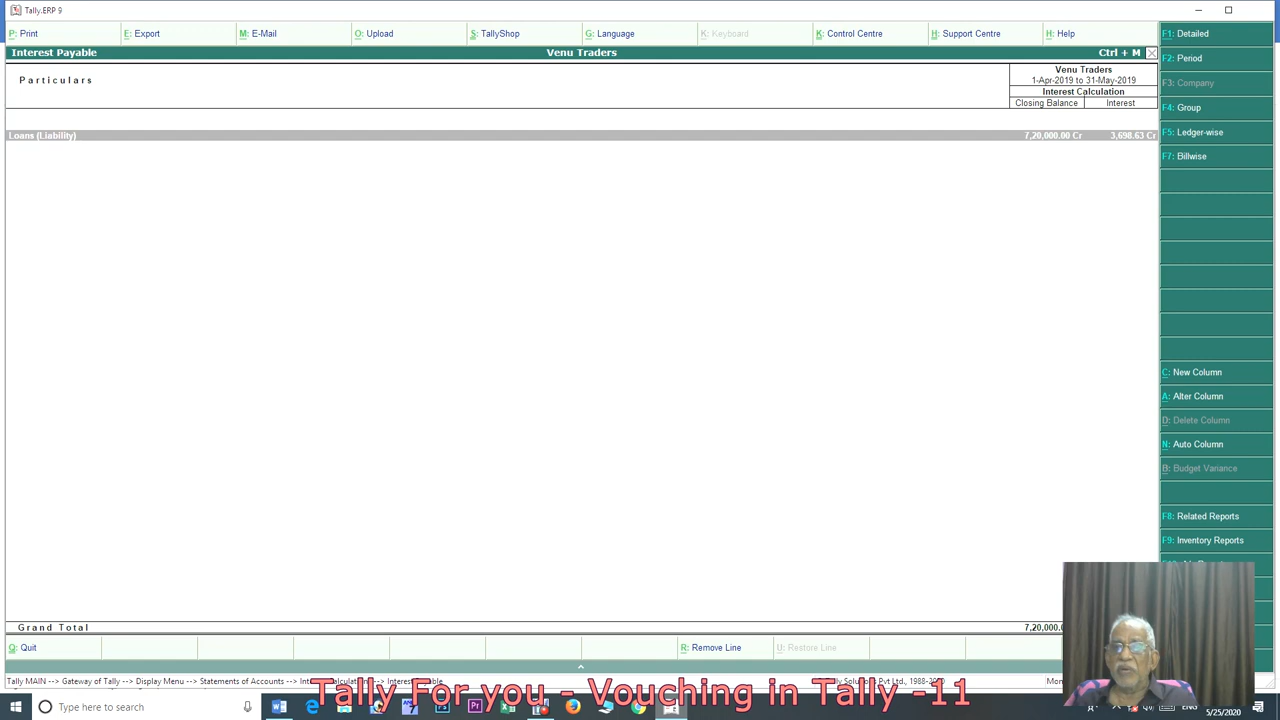 Tally.ERP 9
P: Print
E: Export
M: E-Mail
O: Upload
S: TallyShop
G: Language
K: Keyboard
K: Control Centre
H: Support Centre
H: Help
Interest Payable
Venu Traders
Ctrl + M
Particulars
Venu Traders
1-Apr-2019 to 31-May-2019
Interest Calculation
Closing Balance
Interest
Loans (Liability)
7,20,000.00 Cr
3,698.63 Cr
F1: Detailed
F2: Period
F3: Company
F4: Group
F5: Ledger-wise
F7: Billwise
C: New Column
A: Alter Column
D: Delete Column
N: Auto Column
B: Budget Variance
F8: Related Reports
F9: Inventory Reports
Grand Total
7,20,000.
Q: Quit
R: Remove Line
U: Restore Line
Tally MAIN --> Gateway of Tally --> Display Menu --> Statements of Accounts -->
Tally For you - Vouching in Tally -11
Type here to search
ENG
5/25/2020